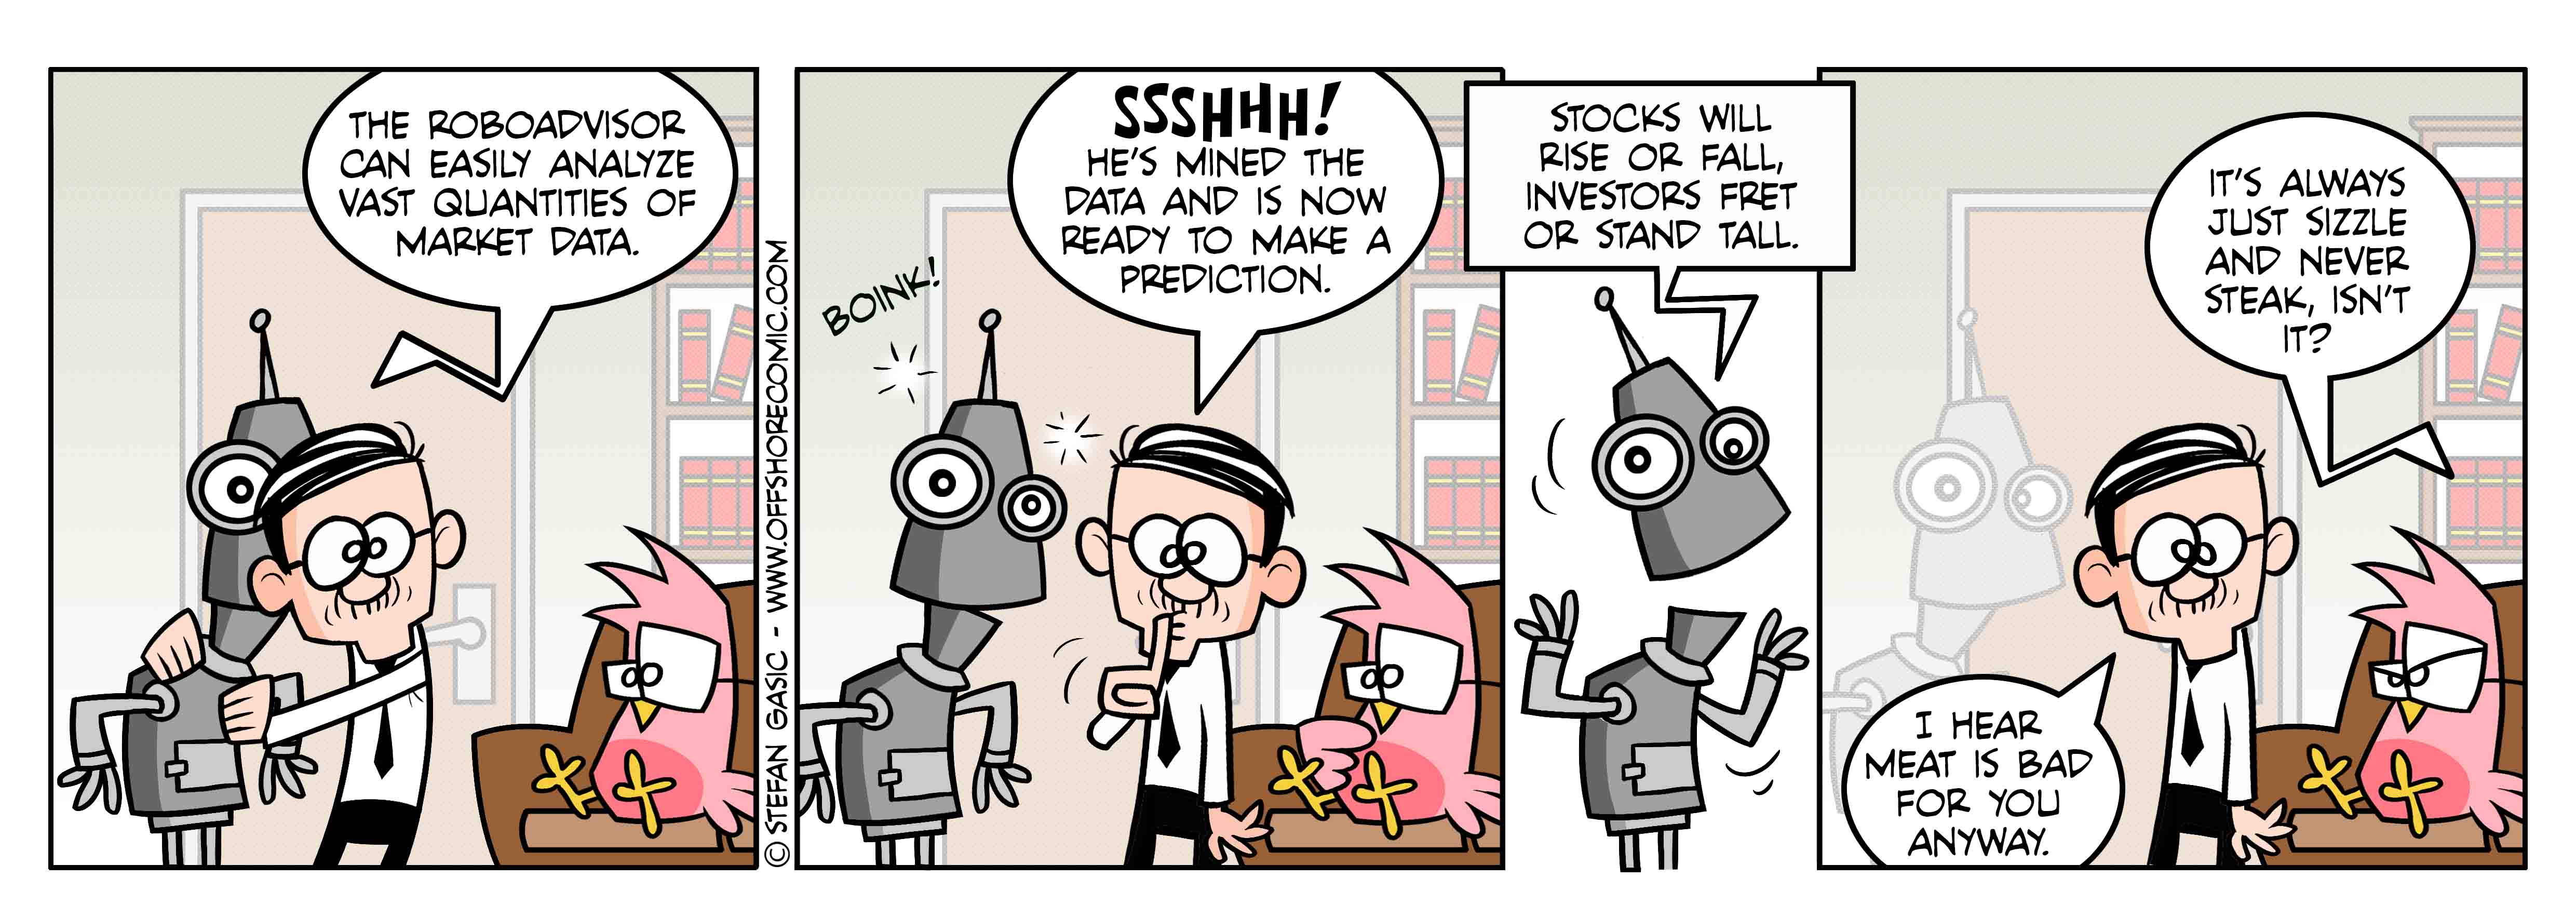 THE ROBOADVISOR
CAN EASILY ANALYZE
VAST QUANTITIES OF
MARKET DATA.
© STEFAN GASIC - WWW.OFFSHORECOMIC.COM
BOINK!
SSSHHH!
HE'S MINED THE
DATA AND IS NOW
READY TO MAKE A
PREDICTION.
STOCKS WILL
RISE OR FALL,
INVESTORS FRET
OR STAND TALL.
IT'S ALWAYS
JUST SIZZLE
AND NEVER
STEAK, ISN'T
IT?
I HEAR
MEAT IS BAD
FOR YOU
ANYWAY.